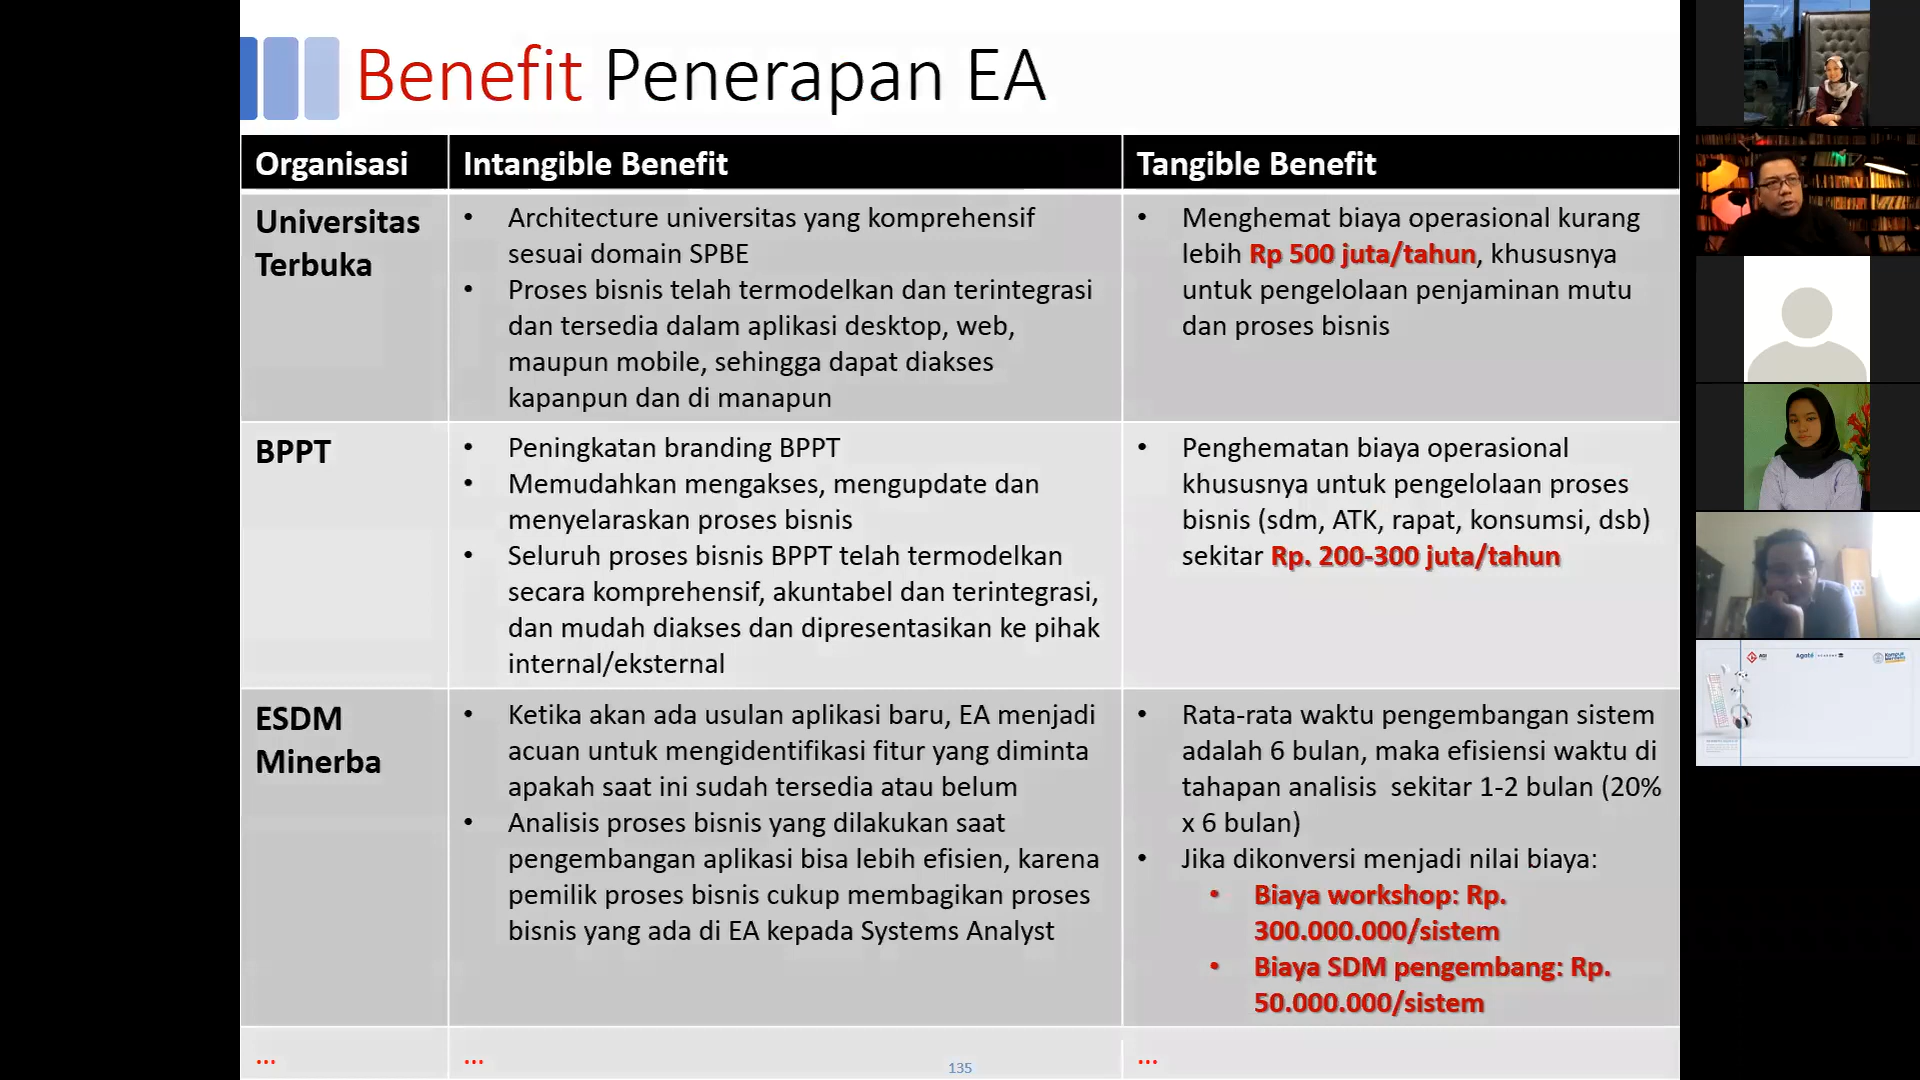 Benefit Penerapan EA
Organisasi
Intangible Benefit
Tangible Benefit
Universitas
Terbuka
• Architecture universitas yang komprehensif
sesuai domain SPBE
• Proses bisnis telah termodelkan dan terintegrasi
dan tersedia dalam aplikasi desktop, web,
maupun mobile, sehingga dapat diakses
kapanpun dan di manapun
• Menghemat biaya operasional kurang
lebih Rp 500 juta/tahun, khususnya
untuk pengelolaan penjaminan mutu
dan proses bisnis
BPPT
• Peningkatan branding BPPT
• Memudahkan mengakses, mengupdate dan
menyelaraskan proses bisnis
• Seluruh proses bisnis BPPT telah termodelkan
secara komprehensif, akuntabel dan terintegrasi,
dan mudah diakses dan dipresentasikan ke pihak
internal/eksternal
• Penghematan biaya operasional
khususnya untuk pengelolaan proses
bisnis (sdm, ATK, rapat, konsumsi, dsb)
sekitar Rp. 200-300 juta/tahun
ESDM
Minerba
• Ketika akan ada usulan aplikasi baru, EA menjadi
acuan untuk mengidentifikasi fitur yang diminta
apakah saat ini sudah tersedia atau belum
• Analisis proses bisnis yang dilakukan saat
pengembangan aplikasi bisa lebih efisien, karena
pemilik proses bisnis cukup membagikan proses
bisnis yang ada di EA kepada Systems Analyst
• Rata-rata waktu pengembangan sistem
adalah 6 bulan, maka efisiensi waktu di
tahapan analisis  sekitar 1-2 bulan (20%
x 6 bulan)
• Jika dikonversi menjadi nilai biaya:
• Biaya workshop: Rp.
300.000.000/sistem
• Biaya SDM pengembang: Rp.
50.000.000/sistem
...
...
...
135
Agate